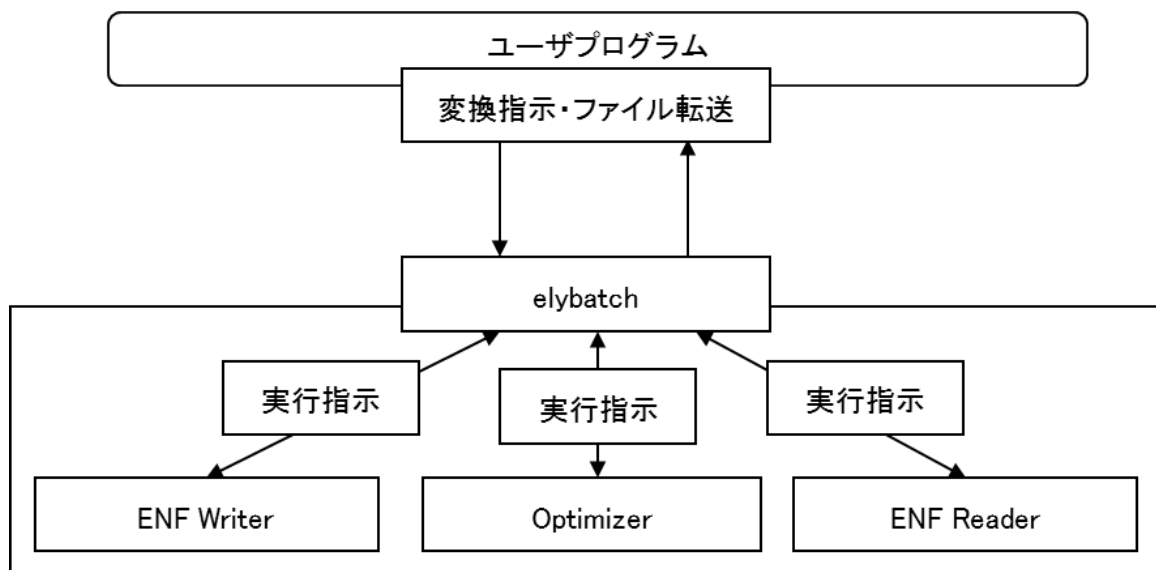 ユーザプログラム
変換指示・ファイル転送
elybatch
実行指示
実行指示
実行指示
ENF Writer
Optimizer
ENF Reader